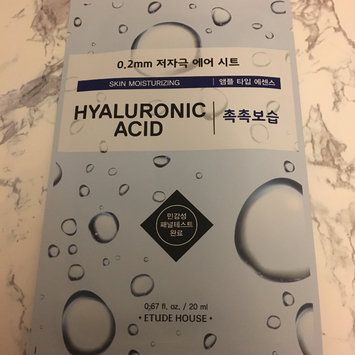 0.2mm 저자극 에어 시트
SKIN MOISTURIZING
앰플 타입 에센스
HYALURONIC
ACID
촉촉보습
민감성
패널테스트
완료
0.67 fl. oz. / 20 ml
• ETUDE HOUSE •